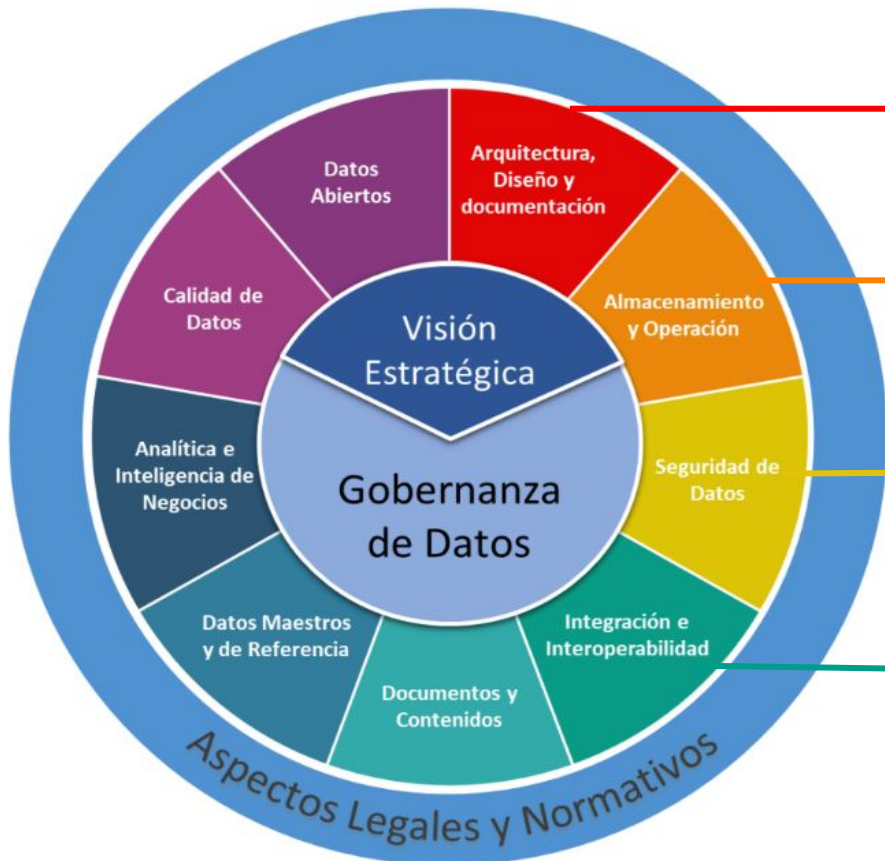 Datos
Abiertos
Arquitectura,
Diseño y
documentación
Calidad de
Datos
Visión
Estratégica
Almacenamiento
y Operación
Analítica e
Inteligencia de
Negocios
Gobernanza
de Datos
Seguridad de
Datos
Datos Maestros
y de Referencia
Documentos y
Contenidos
Integración e
Interoperabilidad
Aspectos Legales y Normativos